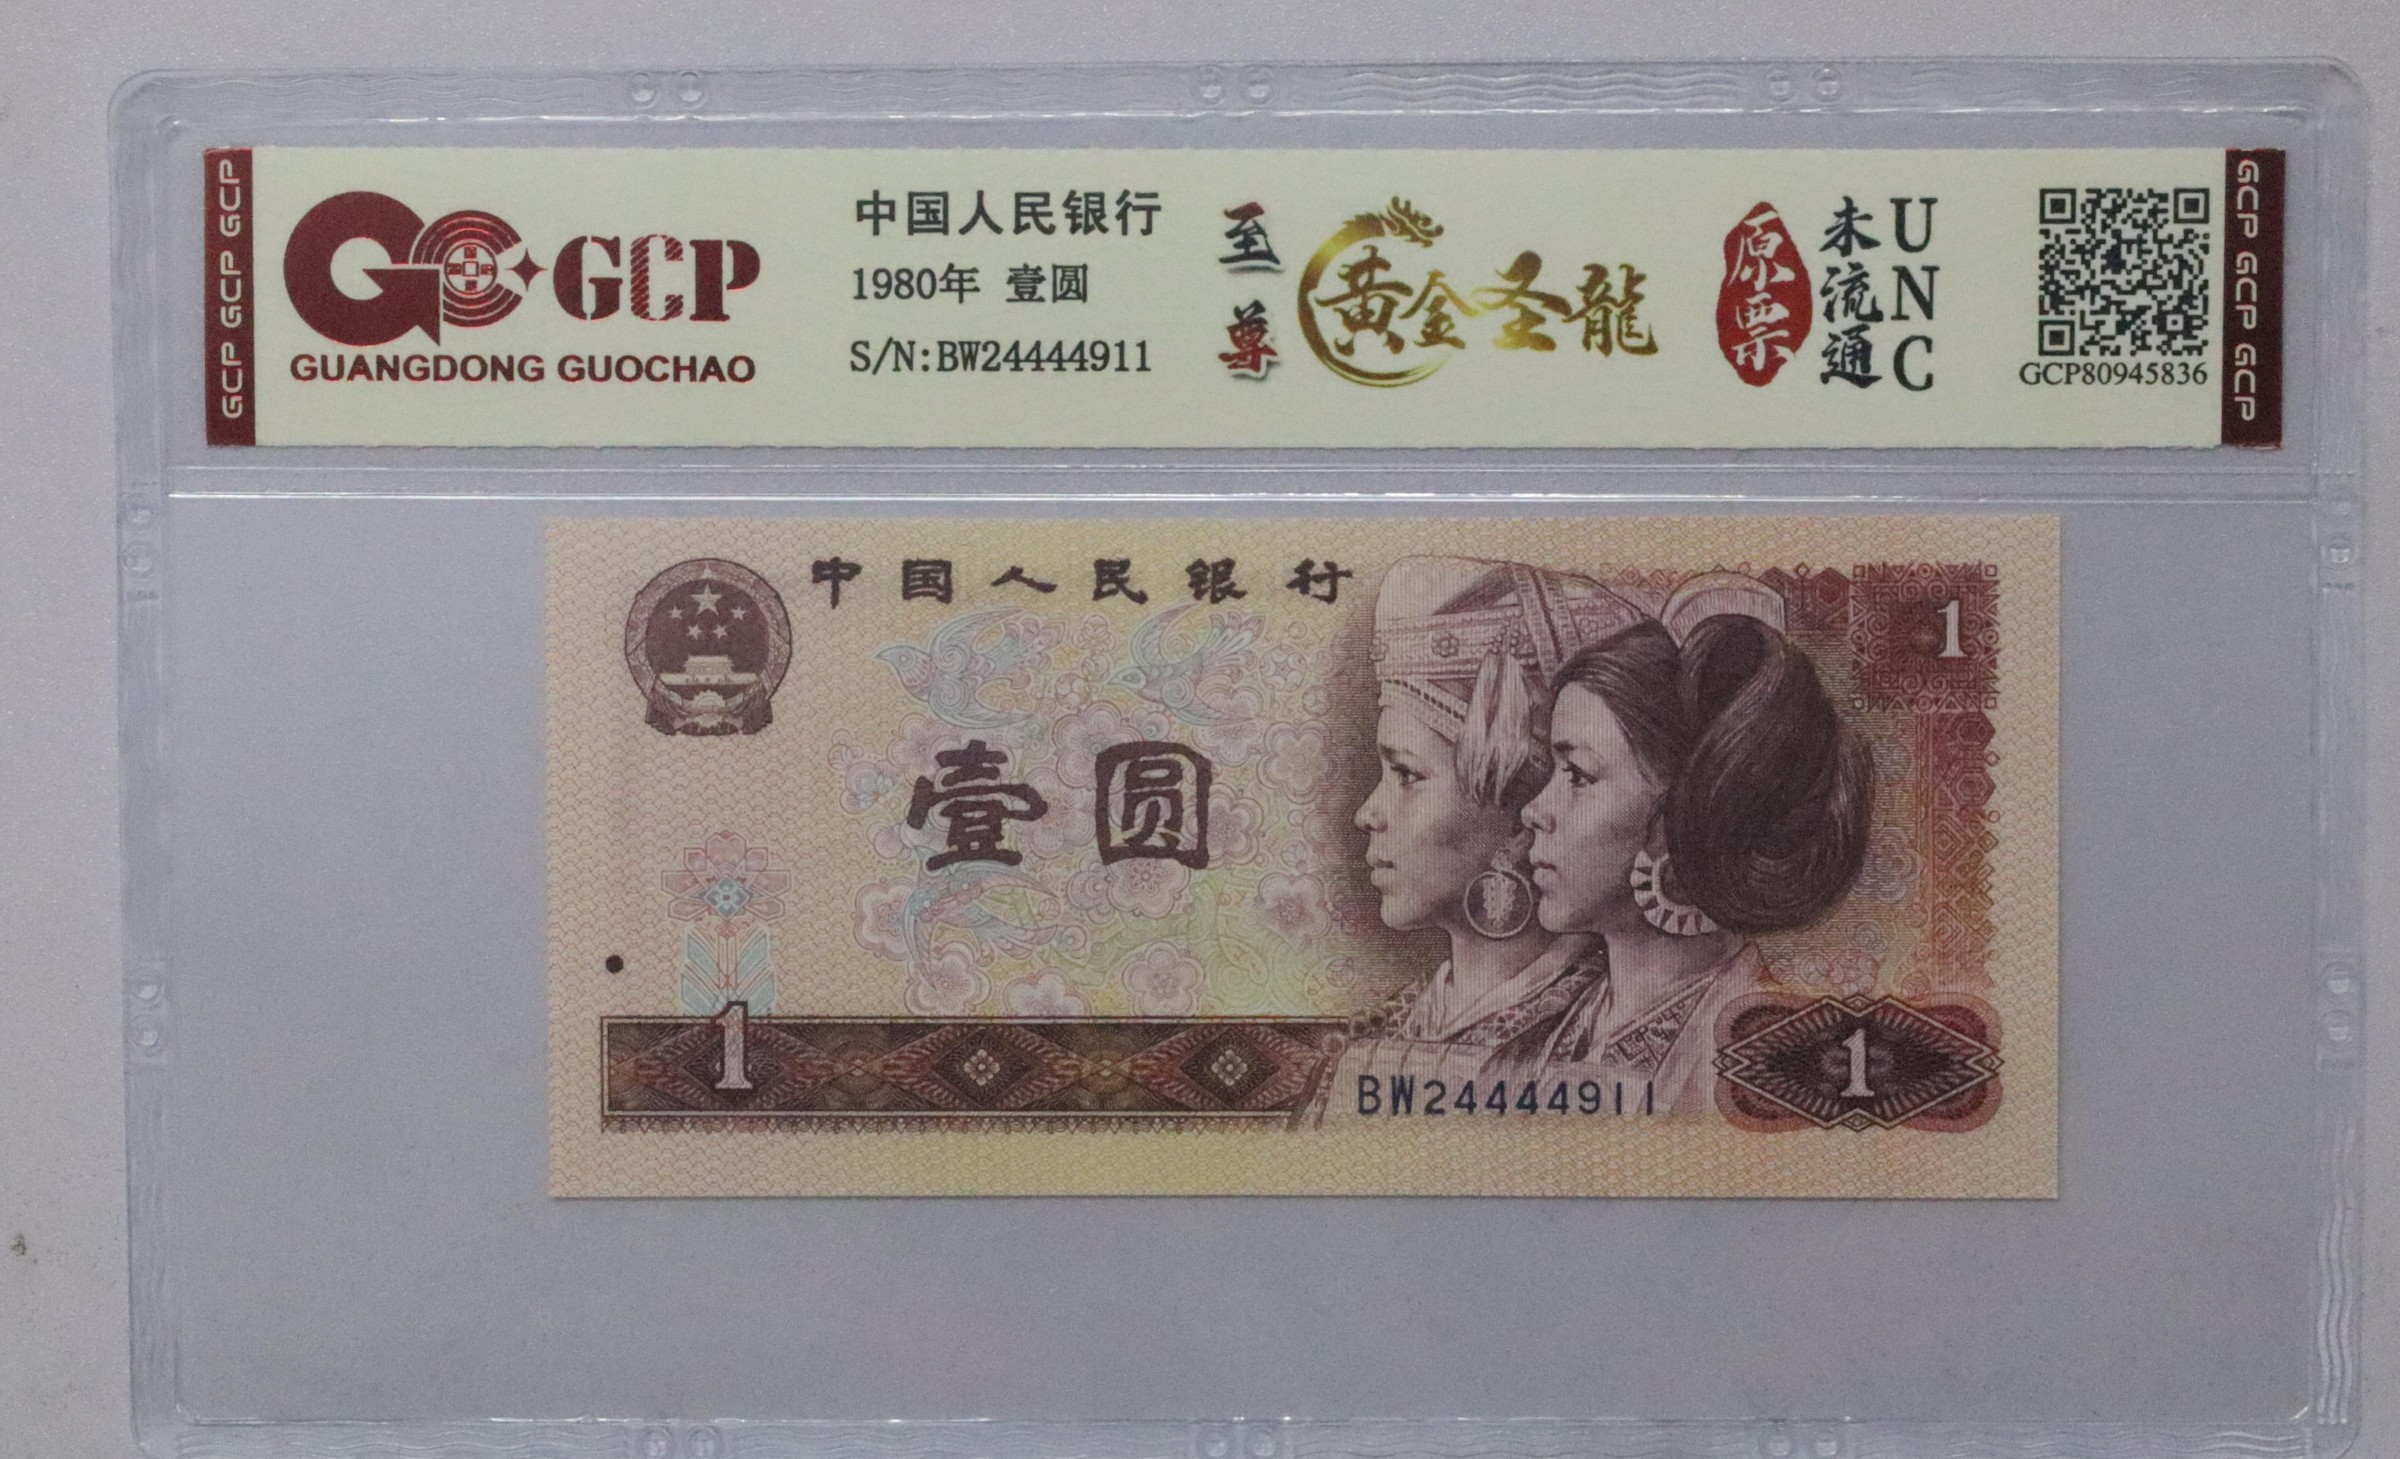 GCP GCP GCP
GCP
GUANGDONG GUOCHAO
中国人民银行
1980年 壹圆
S/N:BW24444911
至尊
黄金圣龍
原票
未流通
UNC
GCP80945836
GCP GCP GCP
中国人民银行
1
壹圆
1
BW24444911
1